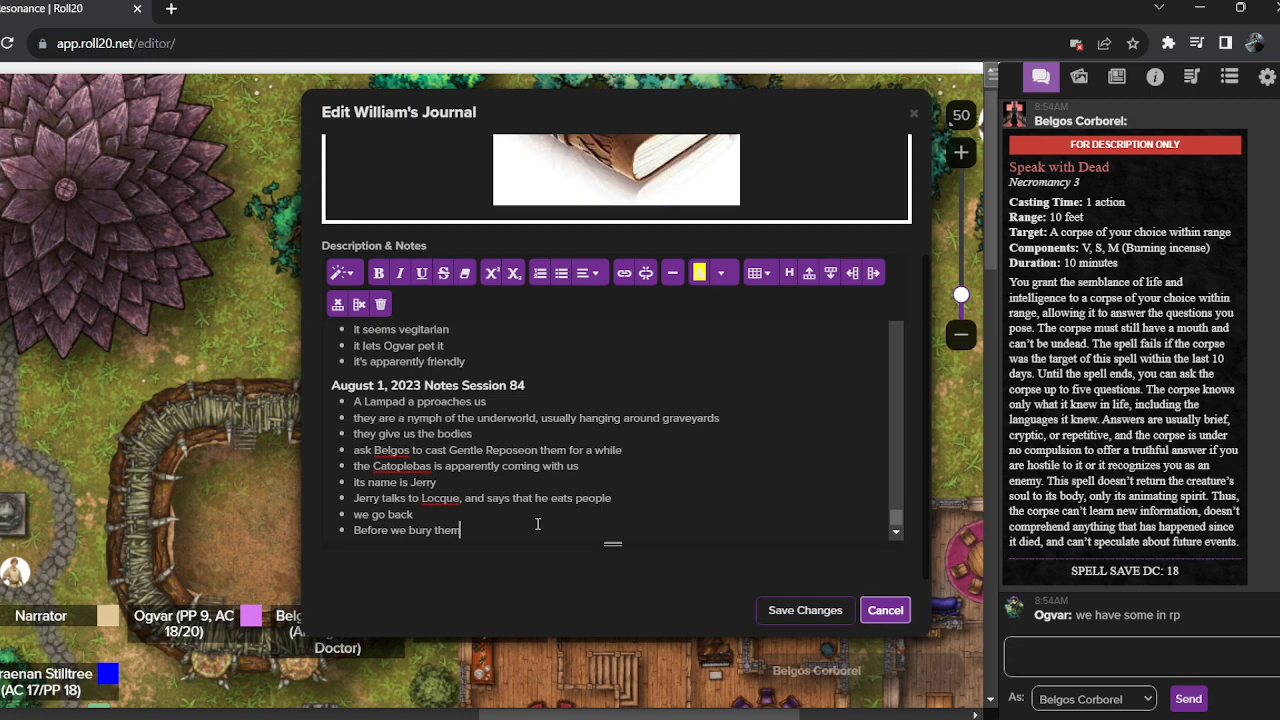 esonance | Roll20
app.roll20.net/editor/
Edit William's Journal
Description & Notes
B I U S
X² X₂
H
A
It seems vegitarian
it lets Ogvar pet it
it's apparently friendly
August 1, 2023 Notes Session 84
A Lampad a pproaches us
they are a nymph of the underworld, usually hanging around graveyards
they give us the bodies
ask Belgos to cast Gentle Reposeon them for a while
the Catoplebas is apparently coming with us
its name is Jerry
Jerry talks to Locque, and says that he eats people
we go back
Before we bury them
Save Changes
Cancel
50
8:54AM
Belgos Corborel:
FOR DESCRIPTION ONLY
Speak with Dead
Necromancy 3
Casting Time: 1 action
Range: 10 feet
Target: A corpse of your choice within range
Components: V, S, M (Burning incense)
Duration: 10 minutes
You grant the semblance of life and
intelligence to a corpse of your choice within
range, allowing it to answer the questions you
pose. The corpse must still have a mouth and
can't be undead. The spell fails if the corpse
was the target of this spell within the last 10
days. Until the spell ends, you can ask the
corpse up to five questions. The corpse knows
only what it knew in life, including the
languages it knew. Answers are usually brief,
cryptic, or repetitive, and the corpse is under
no compulsion to offer a truthful answer if you
are hostile to it or it recognizes you as an
enemy. This spell doesn't return the creature's
soul to its body, only its animating spirit. Thus,
the corpse can't learn new information, doesn't
comprehend anything that has happened since
it died, and can't speculate about future events.
SPELL SAVE DC: 18
8:54AM
Ogvar: we have some in rp
As: Belgos Corborel
Send
Narrator
Ogvar (PP 9, AC
18/20)
Belg
(A
Doctor)
raenan Stilltree
(AC 17/PP 18)
Belgos Corborel